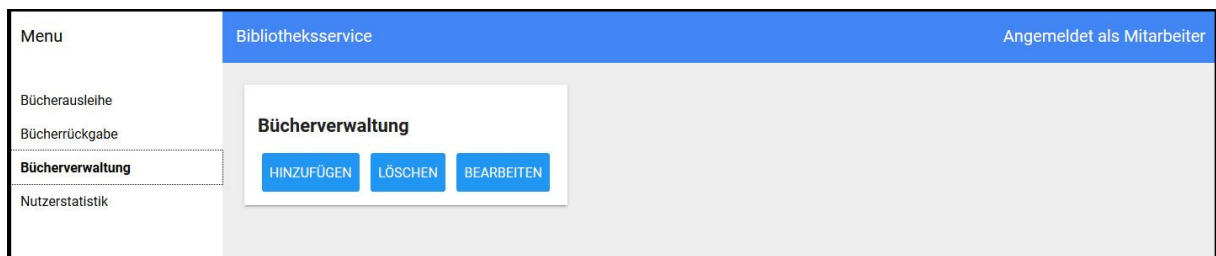 Menu
Bibliotheksservice
Angemeldet als Mitarbeiter
Bücherausleihe
Bücherrückgabe
Bücherverwaltung
Nutzerstatistik
Bücherverwaltung
HINZUFÜGEN LÖSCHEN BEARBEITEN